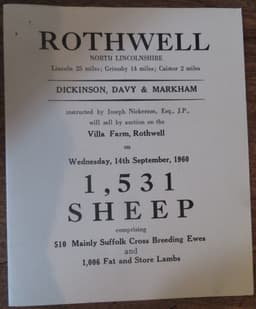 ROTHWELL
NORTH LINCOLNSHIRE
Lincoln 25 miles; Grimsby 14 miles; Caistor 2 miles
DICKINSON, DAVY & MARKHAM
instructed by Joseph Nickerson, Esq., J.P.,
will sell by auction on the
Villa Farm, Rothwell
on
Wednesday, 14th September, 1960
1,531
SHEEP
comprising
510 Mainly Suffolk Cross Breeding Ewes
and
1,006 Fat and Store Lambs